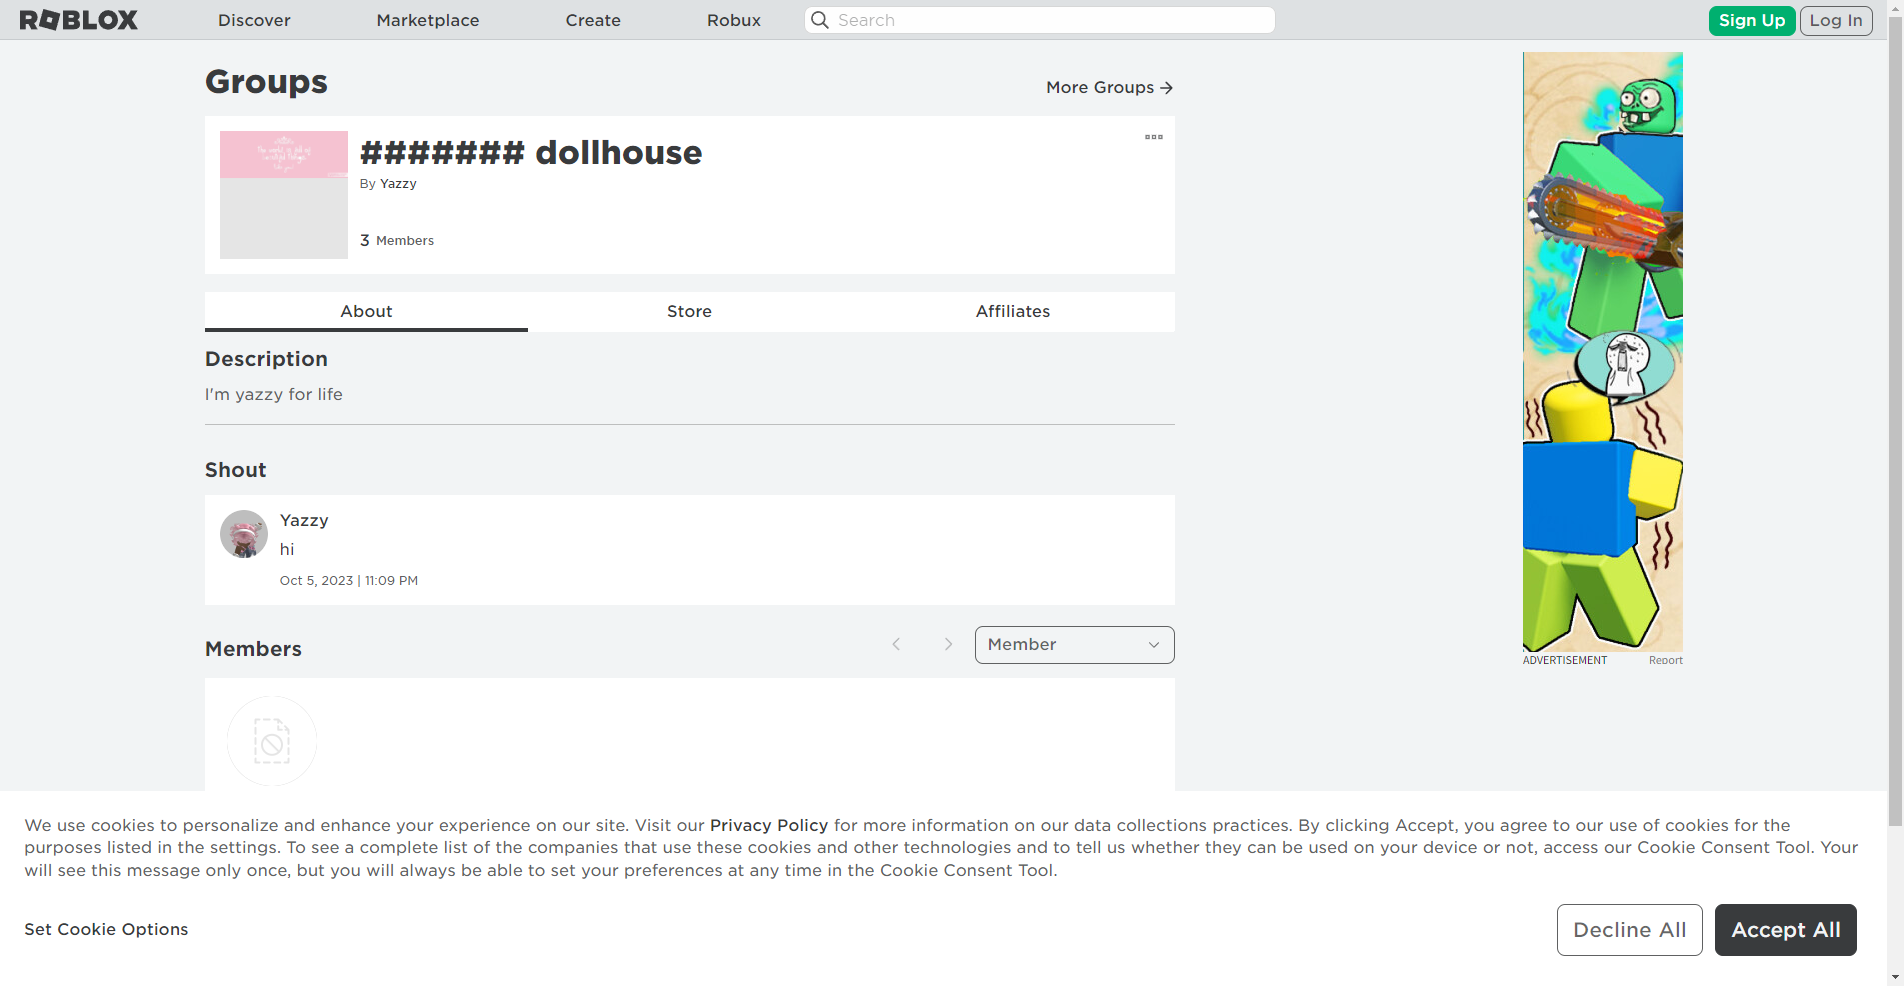 ROBLOX
Discover
Marketplace
Create
Robux
Search
Sign Up
Log In
Groups
More Groups
####### dollhouse
By Yazzy
3 Members
About
Store
Affiliates
Description
I'm yazzy for life
Shout
Yazzy
hi
Oct 5, 2023 | 11:09 PM
Members
Member
ADVERTISEMENT
Report
We use cookies to personalize and enhance your experience on our site. Visit our Privacy Policy for more information on our data collections practices. By clicking Accept, you agree to our use of cookies for the
purposes listed in the settings. To see a complete list of the companies that use these cookies and other technologies and to tell us whether they can be used on your device or not, access our Cookie Consent Tool. Your
will see this message only once, but you will always be able to set your preferences at any time in the Cookie Consent Tool.
Set Cookie Options
Decline All
Accept All